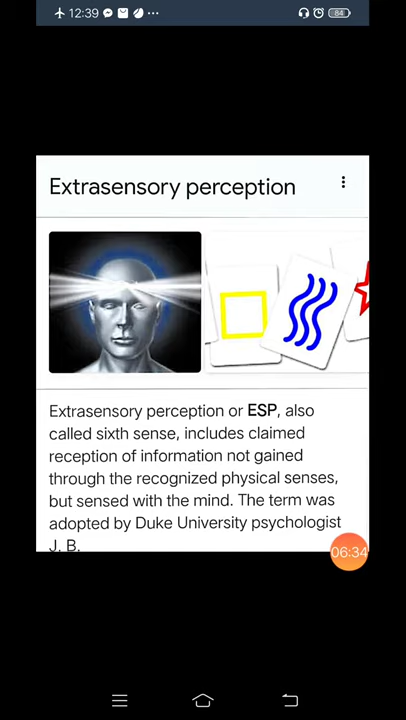 12:39
84
Extrasensory perception
Extrasensory perception or ESP, also
called sixth sense, includes claimed
reception of information not gained
through the recognized physical senses,
but sensed with the mind. The term was
adopted by Duke University psychologist
J. B.
06:34